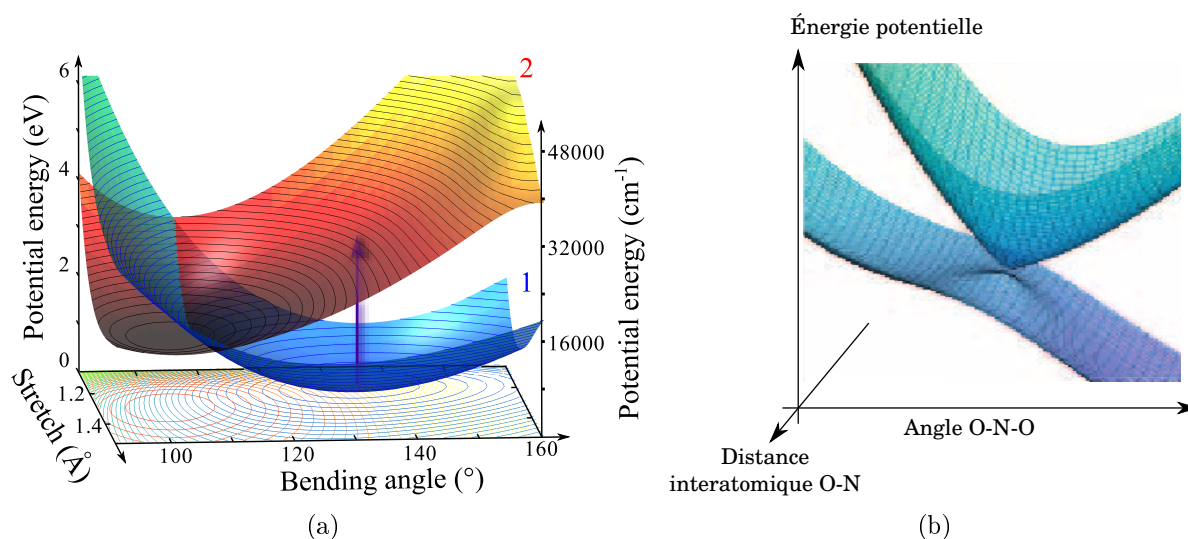 6
4
2
0
Potential energy (eV)
1.2
1.4
Stretch (Å)
100
120
140
160
Bending angle (°)
2
1
48000
32000
16000
Potential energy (cm⁻¹)
(a)
Énergie potentielle
Angle O-N-O
Distance
interatomique O-N
(b)